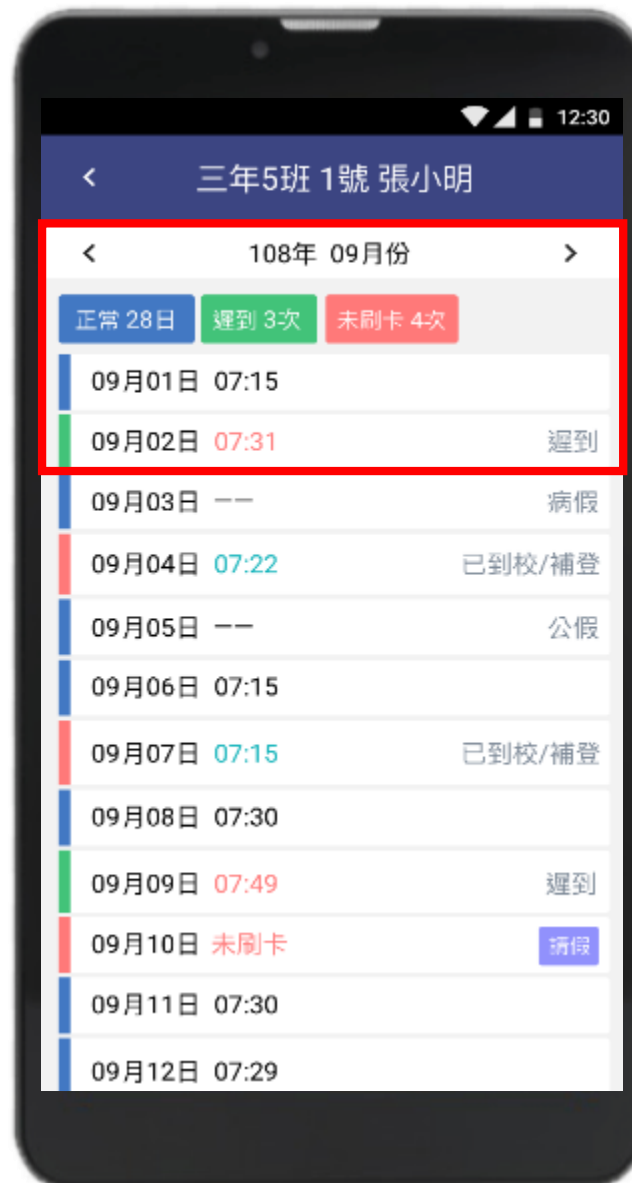 12:30
三年5班 1號 張小明
108年 09月份
正常 28日 遲到 3次 未刷卡 4次
09月01日 07:15
09月02日 07:31 遲到
09月03日 −− 病假
09月04日 07:22 已到校/補登
09月05日 −− 公假
09月06日 07:15
09月07日 07:15 已到校/補登
09月08日 07:30
09月09日 07:49 遲到
09月10日 未刷卡 請假
09月11日 07:30
09月12日 07:29